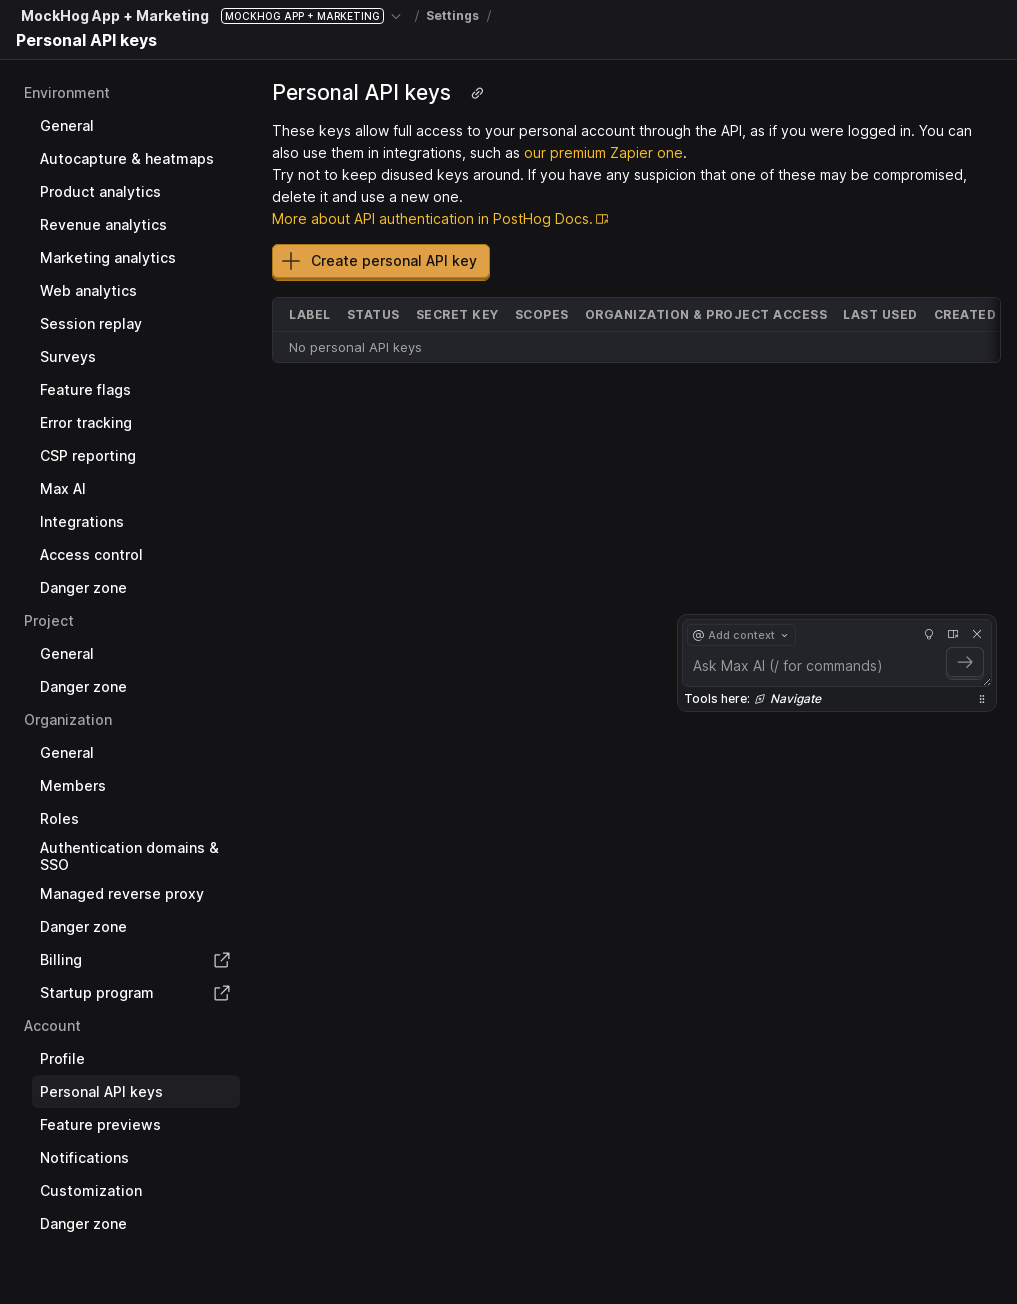 MockHog App + Marketing MOCKHOG APP + MARKETING / Settings /
Personal API keys
Environment
General
Autocapture & heatmaps
Product analytics
Revenue analytics
Marketing analytics
Web analytics
Session replay
Surveys
Feature flags
Error tracking
CSP reporting
Max AI
Integrations
Access control
Danger zone
Project
General
Danger zone
Organization
General
Members
Roles
Authentication domains &
SSO
Managed reverse proxy
Danger zone
Billing
Startup program
Account
Profile
Personal API keys
Feature previews
Notifications
Customization
Danger zone
Personal API keys
These keys allow full access to your personal account through the API, as if you were logged in. You can
also use them in integrations, such as our premium Zapier one.
Try not to keep disused keys around. If you have any suspicion that one of these may be compromised,
delete it and use a new one.
More about API authentication in PostHog Docs.
Create personal API key
LABEL STATUS SECRET KEY SCOPES ORGANIZATION & PROJECT ACCESS LAST USED CREATED
No personal API keys
@ Add context
Ask Max AI (/ for commands)
Tools here: Navigate